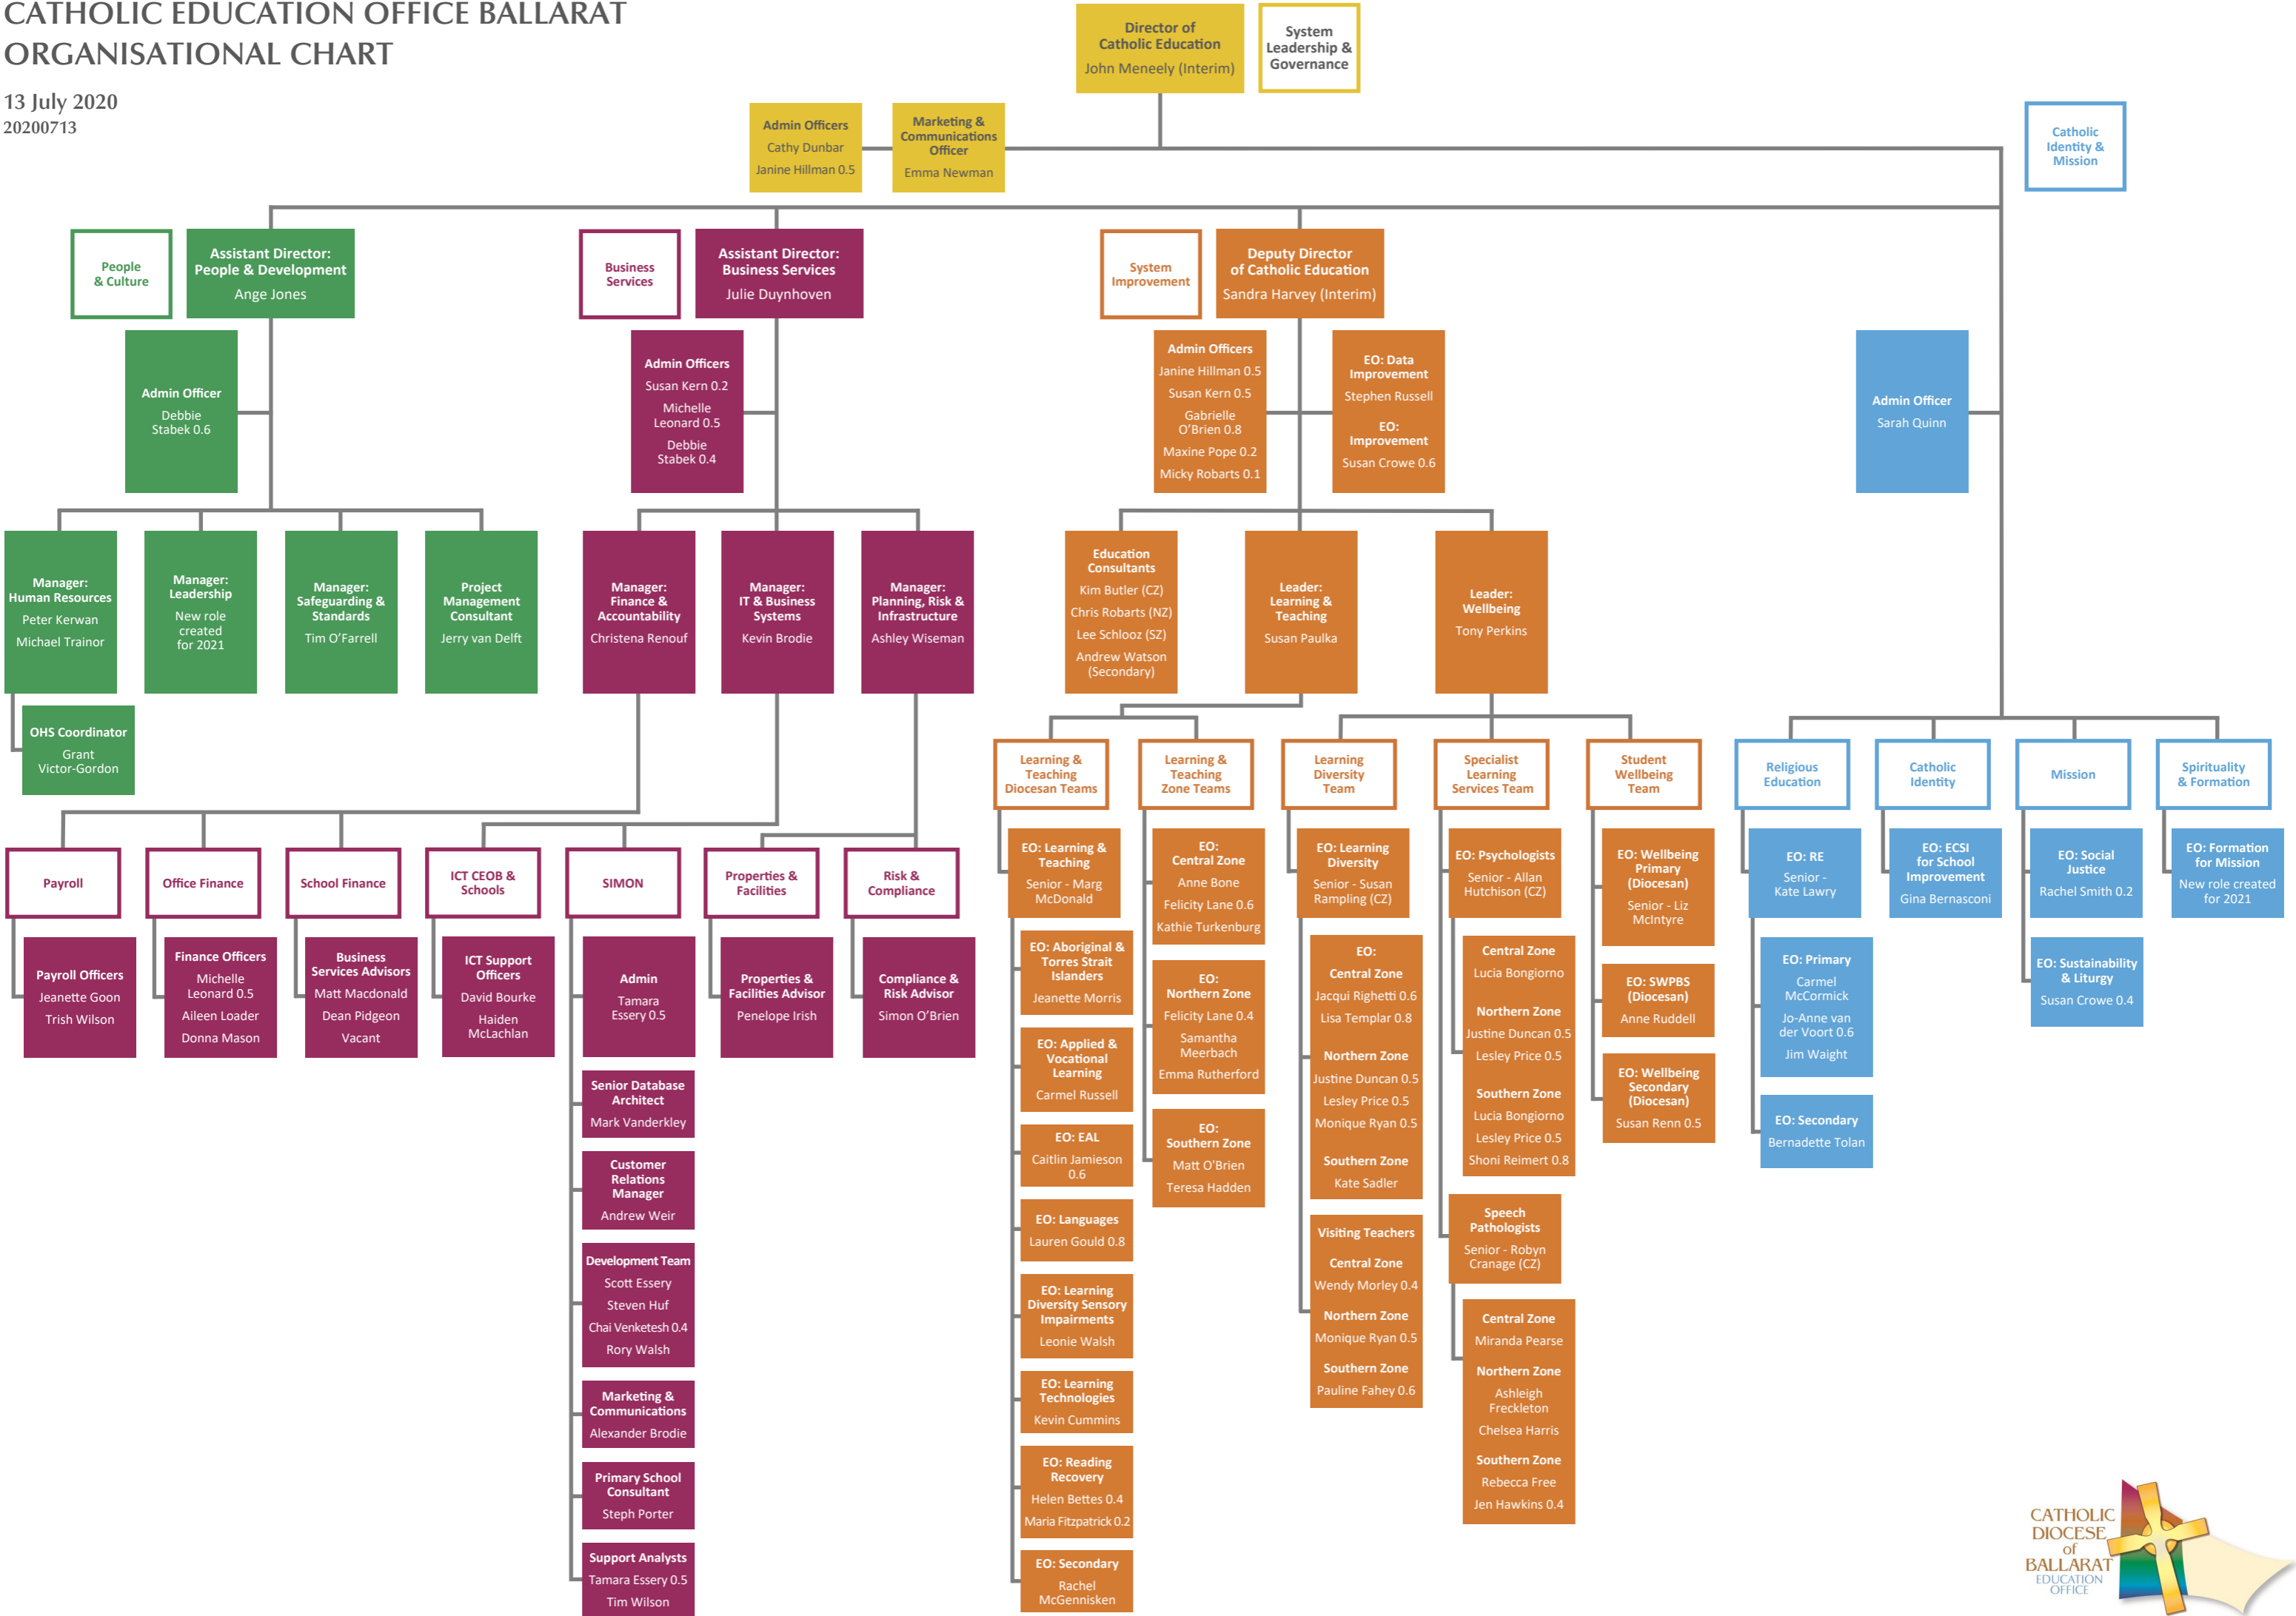 CATHOLIC EDUCATION OFFICE BALLARAT
ORGANISATIONAL CHART
13 July 2020
20200713
Director of
Catholic Education
John Meneely (Interim)
System
Leadership &
Governance
Admin Officers
Cathy Dunbar
Janine Hillman 0.5
Marketing &
Communications
Officer
Emma Newman
Catholic
Identity &
Mission
People
& Culture
Assistant Director:
People & Development
Ange Jones
Business
Services
Assistant Director:
Business Services
Julie Duynhoven
System
Improvement
Deputy Director
of Catholic Education
Sandra Harvey (Interim)
Admin Officer
Debbie
Stabek 0.6
Admin Officers
Susan Kern 0.2
Michelle
Leonard 0.5
Debbie
Stabek 0.4
Admin Officers
Janine Hillman 0.5
Susan Kern 0.5
Gabrielle
O'Brien 0.8
Maxine Pope 0.2
Micky Robarts 0.1
EO: Data
Improvement
Stephen Russell
EO:
Improvement
Susan Crowe 0.6
Admin Officer
Sarah Quinn
Manager:
Human Resources
Peter Kerwan
Michael Trainor
Manager:
Leadership
New role
created
for 2021
Manager:
Safeguarding &
Standards
Tim O'Farrell
Project
Management
Consultant
Jerry van Delft
Manager:
Finance &
Accountability
Christena Renouf
Manager:
IT & Business
Systems
Kevin Brodie
Manager:
Planning, Risk &
Infrastructure
Ashley Wiseman
Education
Consultants
Kim Butler (CZ)
Chris Robarts (NZ)
Lee Schlooz (SZ)
Andrew Watson
(Secondary)
Leader:
Learning &
Teaching
Susan Paulka
Leader:
Wellbeing
Tony Perkins
OHS Coordinator
Grant
Victor-Gordon
Learning &
Teaching
Diocesan Teams
Learning &
Teaching
Zone Teams
Learning
Diversity
Team
Specialist
Learning
Services Team
Student
Wellbeing
Team
Religious
Education
Catholic
Identity
Mission
Spirituality
& Formation
Payroll
Office Finance
School Finance
ICT CEOB &
Schools
SIMON
Properties &
Facilities
Risk &
Compliance
Payroll Officers
Jeanette Goon
Trish Wilson
Finance Officers
Michelle
Leonard 0.5
Aileen Loader
Donna Mason
Business
Services Advisors
Matt Macdonald
Dean Pidgeon
Vacant
ICT Support
Officers
David Bourke
Haiden
McLachlan
Admin
Tamara
Essery 0.5
Properties &
Facilities Advisor
Penelope Irish
Compliance &
Risk Advisor
Simon O'Brien
Senior Database
Architect
Mark Vanderkley
Customer
Relations
Manager
Andrew Weir
Development Team
Scott Essery
Steven Huf
Chai Venketesh 0.4
Rory Walsh
Marketing &
Communications
Alexander Brodie
Primary School
Consultant
Steph Porter
Support Analysts
Tamara Essery 0.5
Tim Wilson
EO: Learning &
Teaching
Senior - Marg
McDonald
EO: Aboriginal &
Torres Strait
Islanders
Jeanette Morris
EO: Applied &
Vocational
Learning
Carmel Russell
EO: EAL
Caitlin Jamieson
0.6
EO: Languages
Lauren Gould 0.8
EO: Learning
Diversity Sensory
Impairments
Leonie Walsh
EO: Learning
Technologies
Kevin Cummins
EO: Reading
Recovery
Helen Bettes 0.4
Maria Fitzpatrick 0.2
EO: Secondary
Rachel
McGennisken
EO:
Central Zone
Anne Bone
Felicity Lane 0.6
Kathie Turkenburg
EO:
Northern Zone
Felicity Lane 0.4
Samantha
Meerbach
Emma Rutherford
EO:
Southern Zone
Matt O'Brien
Teresa Hadden
EO: Learning
Diversity
Senior - Susan
Rampling (CZ)
EO:
Central Zone
Jacqui Righetti 0.6
Lisa Templar 0.8
Northern Zone
Justine Duncan 0.5
Lesley Price 0.5
Monique Ryan 0.5
Southern Zone
Kate Sadler
Visiting Teachers
Central Zone
Wendy Morley 0.4
Northern Zone
Monique Ryan 0.5
Southern Zone
Pauline Fahey 0.6
EO: Psychologists
Senior - Allan
Hutchison (CZ)
Central Zone
Lucia Bongiorno
Northern Zone
Justine Duncan 0.5
Lesley Price 0.5
Southern Zone
Lucia Bongiorno
Lesley Price 0.5
Shoni Reimert 0.8
Speech
Pathologists
Senior - Robyn
Cranage (CZ)
Central Zone
Miranda Pearse
Northern Zone
Ashleigh
Freckleton
Chelsea Harris
Southern Zone
Rebecca Free
Jen Hawkins 0.4
EO: Wellbeing
Primary
(Diocesan)
Senior - Liz
McIntyre
EO: SWPBS
(Diocesan)
Anne Ruddell
EO: Wellbeing
Secondary
(Diocesan)
Susan Renn 0.5
EO: RE
Senior -
Kate Lawry
EO: Primary
Carmel
McCormick
Jo-Anne van
der Voort 0.6
Jim Waight
EO: Secondary
Bernadette Tolan
EO: ECSI
for School
Improvement
Gina Bernasconi
EO: Social
Justice
Rachel Smith 0.2
EO: Sustainability
& Liturgy
Susan Crowe 0.4
EO: Formation
for Mission
New role created
for 2021
CATHOLIC
DIOCESE
of
BALLARAT
EDUCATION
OFFICE